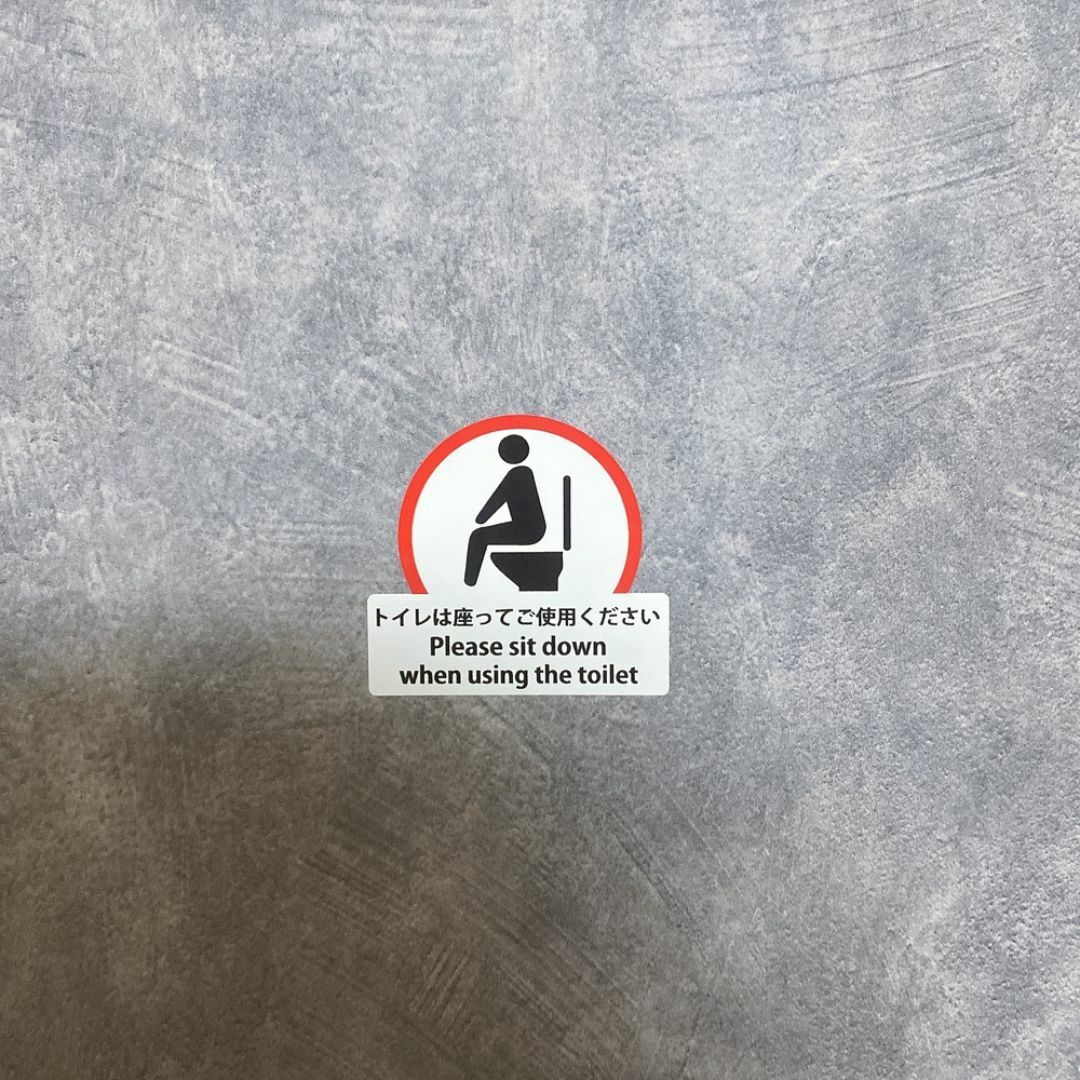 トイレは座ってご使用ください
Please sit down
when using the toilet